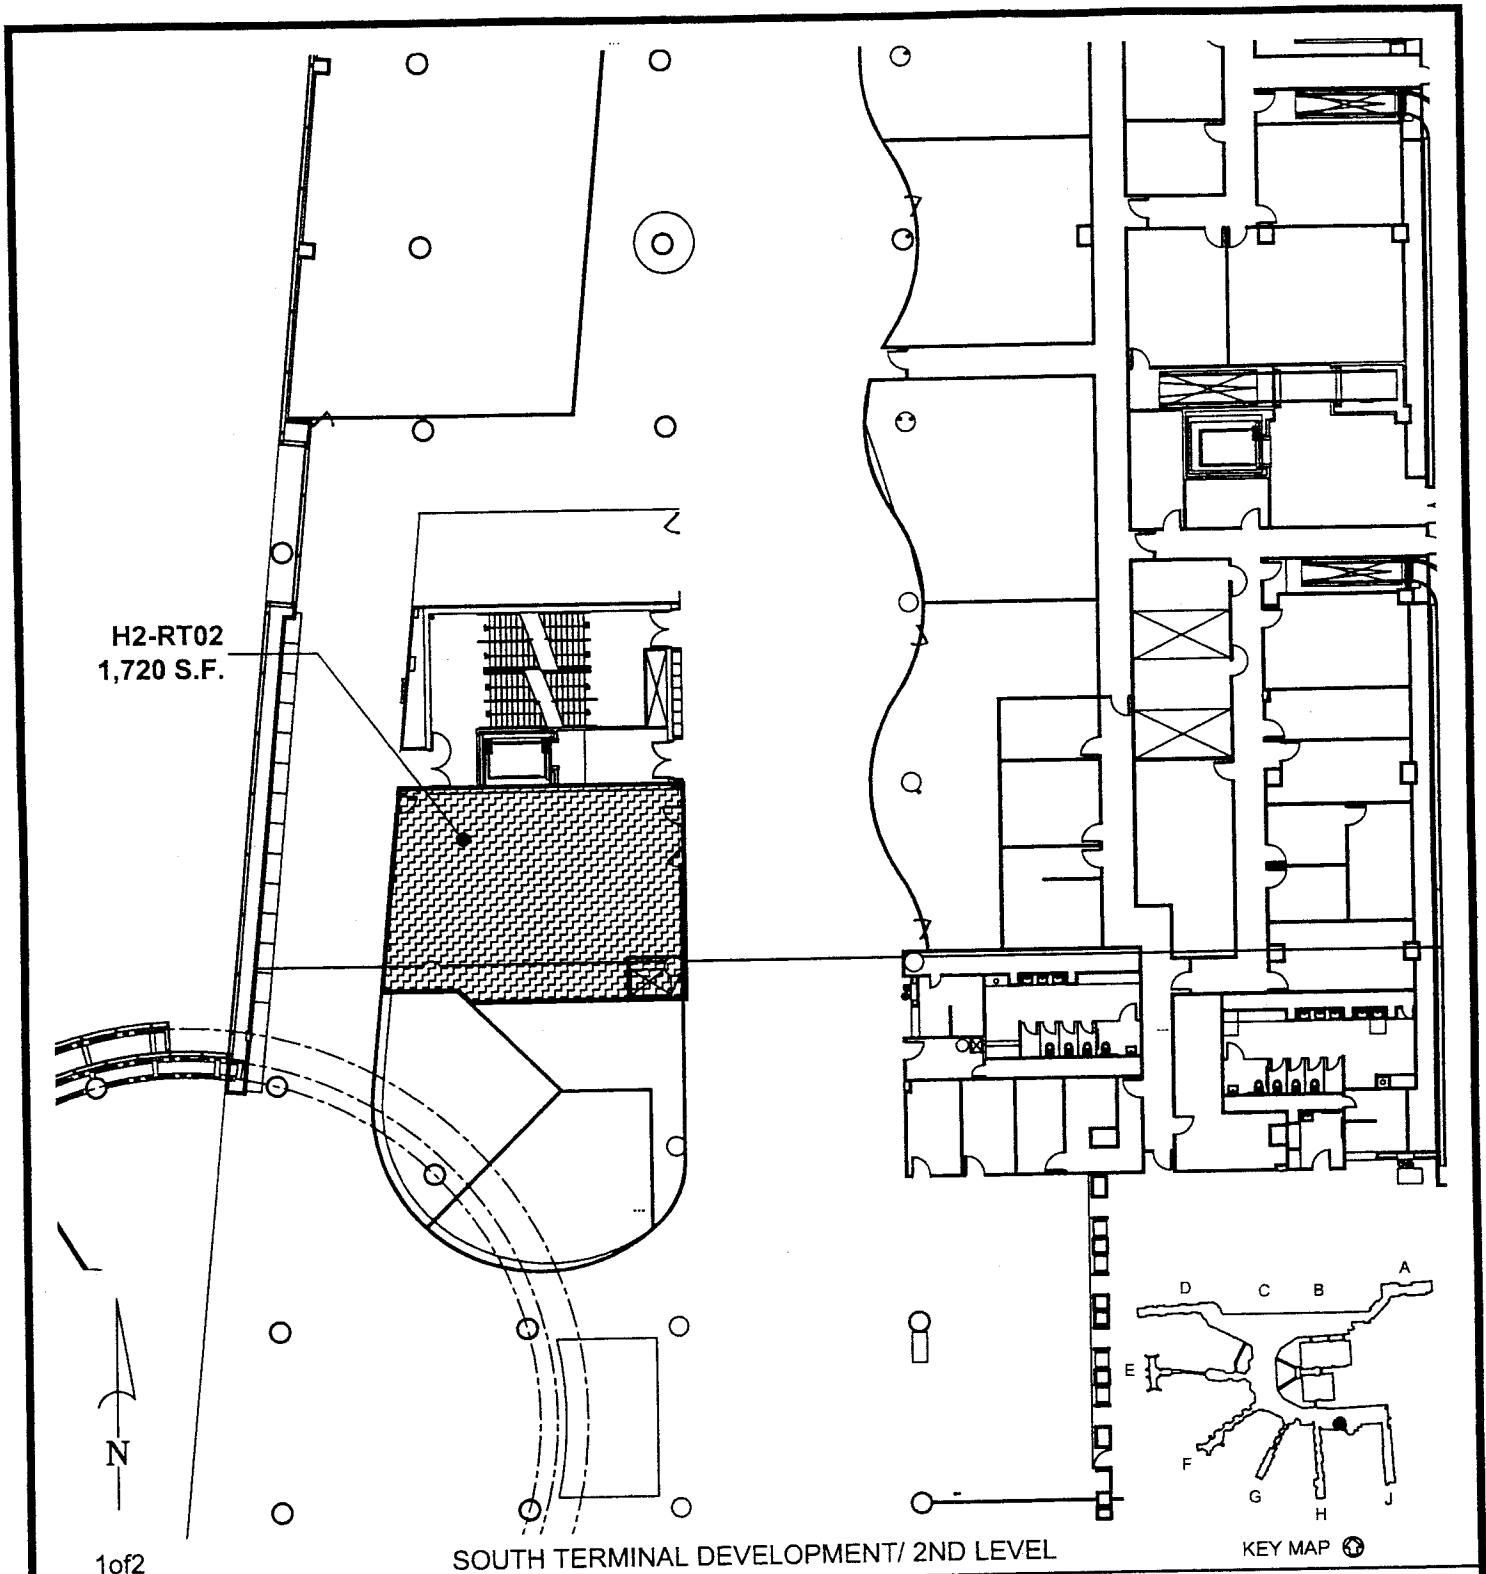 H2-RT02
1,720 S.F.
A
B
C
D
E
F
G
H
J
N
1of2
SOUTH TERMINAL DEVELOPMENT/ 2ND LEVEL
KEY MAP